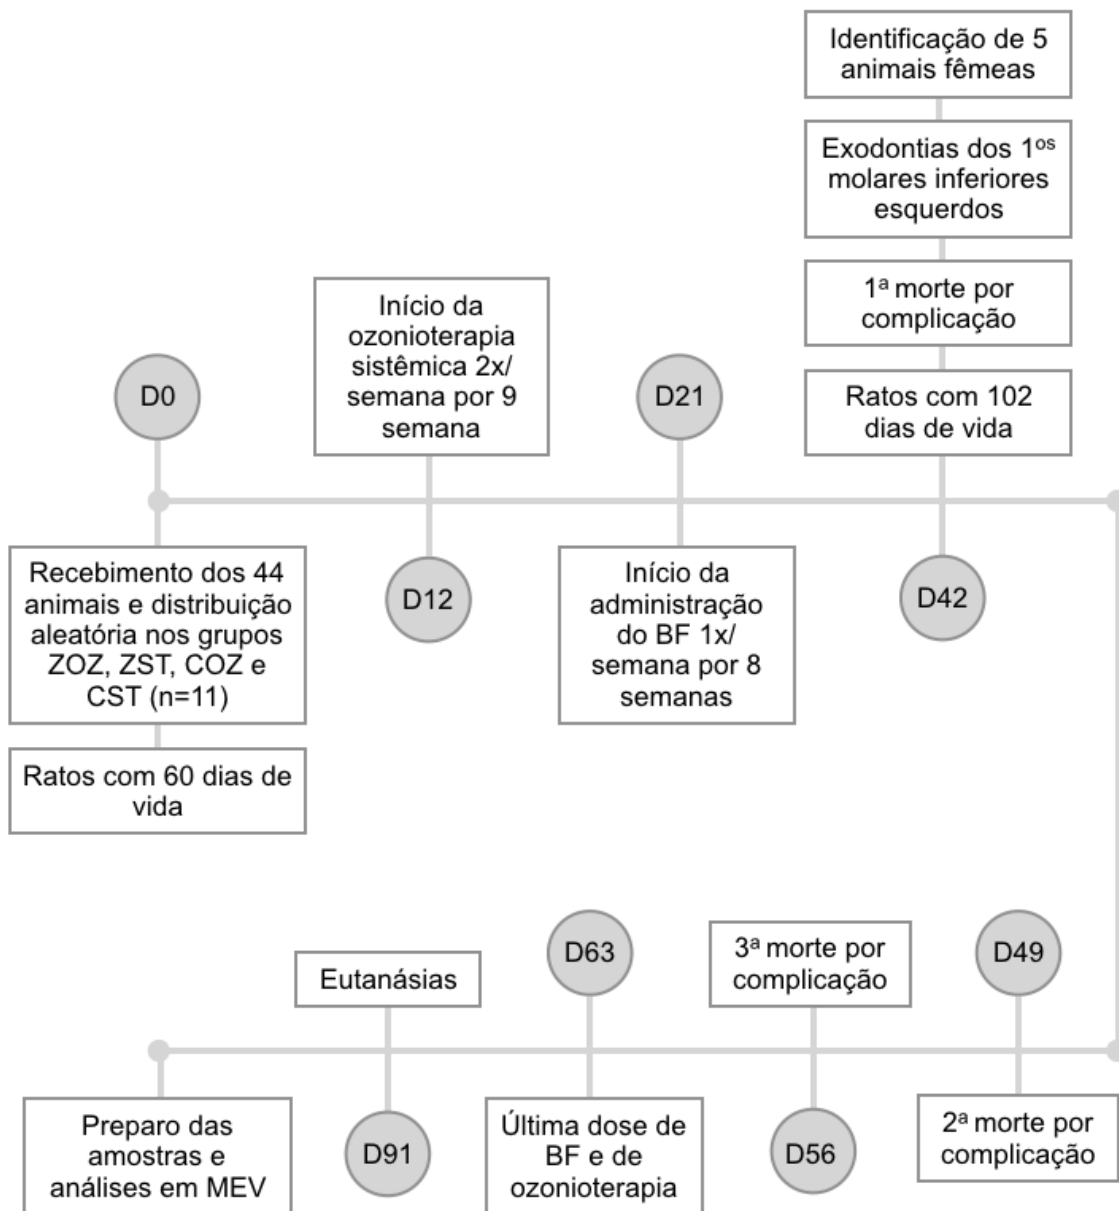 D0
Recebimento dos 44
animais e distribuição
aleatória nos grupos
ZOZ, ZST, COZ e
CST (n=11)
Ratos com 60 dias de
vida
Início da
ozonioterapia
sistêmica 2x/
semana por 9
semana
D12
D21
Início da
administração
do BF 1x/
semana por 8
semanas
Identificação de 5
animais fêmeas
Exodontias dos 1ºˢ
molares inferiores
esquerdos
1ª morte por
complicação
Ratos com 102
dias de vida
D42
D49
2ª morte por
complicação
3ª morte por
complicação
D56
D63
Última dose de
BF e de
ozonioterapia
Eutanásias
D91
Preparo das
amostras e
análises em MEV